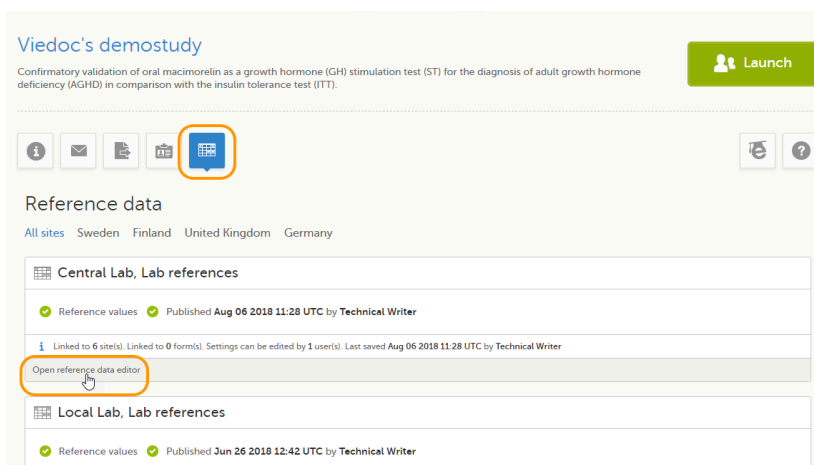 Viedoc's demostudy
Confirmatory validation of oral macimorelin as a growth hormone (GH) stimulation test (ST) for the diagnosis of adult growth hormone
deficiency (AGHD) in comparison with the insulin tolerance test (ITT).
Launch
Reference data
All sites Sweden Finland United Kingdom Germany
Central Lab, Lab references
Reference values Published Aug 06 2018 11:28 UTC by Technical Writer
i Linked to 6 site(s). Linked to 0 form(s). Settings can be edited by 1 user(s). Last saved Aug 06 2018 11:28 UTC by Technical Writer
Open reference data editor
Local Lab, Lab references
Reference values Published Jun 26 2018 12:42 UTC by Technical Writer